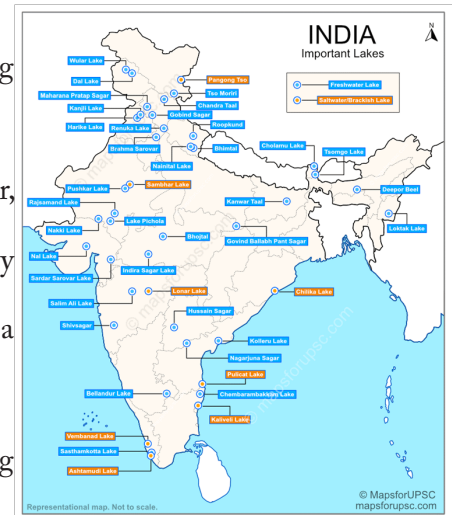 INDIA
Important Lakes
N
Freshwater Lake
Saltwater/Brackish Lake
g
r,
y
a
g
Wular Lake
Dal Lake
Pangong Tso
Tso Moriri
Maharana Pratap Sagar
Chandra Taal
Kanjli Lake
Gobind Sagar
Harike Lake
Roopkund
Renuka Lake
Brahma Sarovar
Bhimtal
Cholamu Lake
Tsomgo Lake
Nainital Lake
Pushkar Lake
Sambhar Lake
Deepor Beel
Rajsamand Lake
Kanwar Taal
Lake Pichola
Loktak Lake
Nakki Lake
Bhojtal
Govind Ballabh Pant Sagar
Nal Lake
Indira Sagar Lake
Sardar Sarovar Lake
Lonar Lake
Chilika Lake
Salim Ali Lake
Hussain Sagar
Shivsagar
Kolleru Lake
Nagarjuna Sagar
Pulicat Lake
Bellandur Lake
Chembarambakkam Lake
Kaliveli Lake
Vembanad Lake
Sasthamkotta Lake
Ashtamudi Lake
© mapsforupsc.com
© MapsforUPSC
mapsforupsc.com
Representational map. Not to scale.